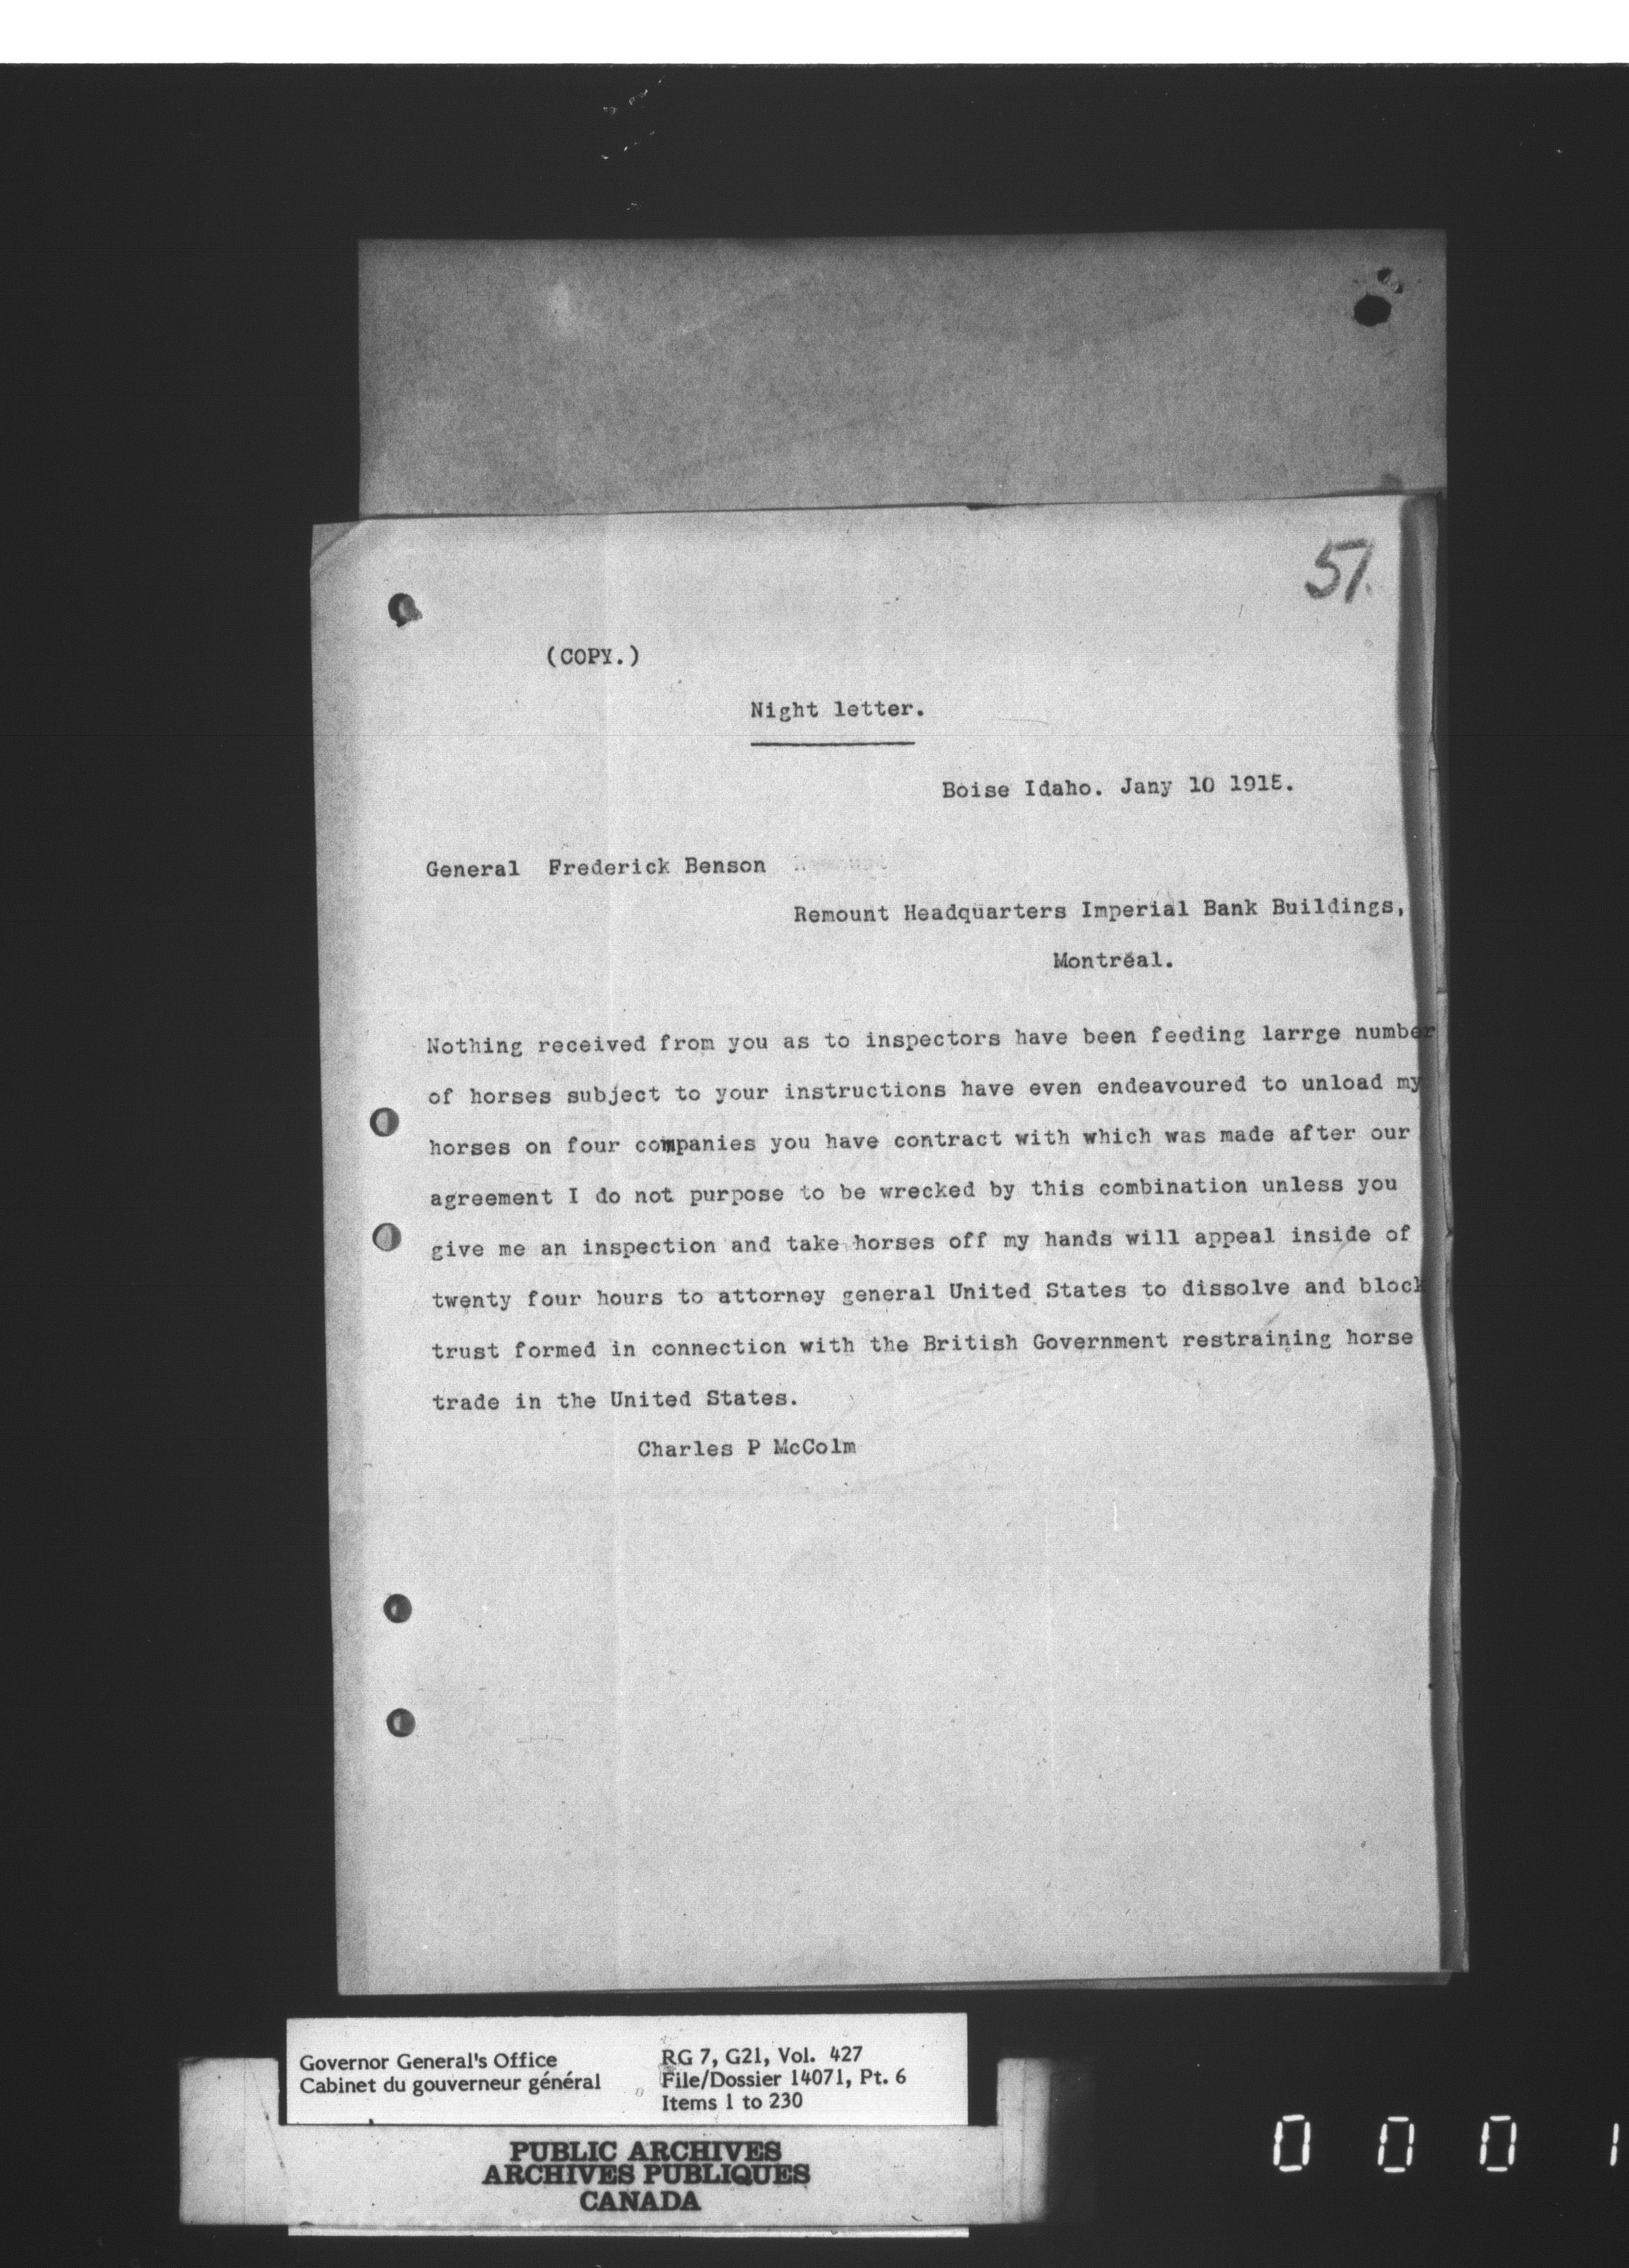 51.
(COPY.)
Night letter.
Boise Idaho. Jany 10 1915.
General Frederick Benson
Remount Headquarters Imperial Bank Buildings,
Montreal.
Nothing received from you as to inspectors have been feeding larrge number
of horses subject to your instructions have even endeavoured to unload my
horses on four companies you have contract with which was made after our
agreement I do not purpose to be wrecked by this combination unless you
give me an inspection and take horses off my hands will appeal inside of
twenty four hours to attorney general United States to dissolve and block
trust formed in connection with the British Government restraining horse
trade in the United States.
Charles P McColm
Governor General's Office
Cabinet du gouverneur général
RG 7, G21, Vol. 427
File/Dossier 14071, Pt. 6
Items 1 to 230
PUBLIC ARCHIVES
ARCHIVES PUBLIQUES
CANADA
0 0 0 1